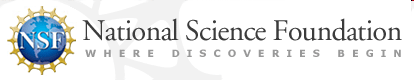 NSF
National Science Foundation
WHERE DISCOVERIES BEGIN